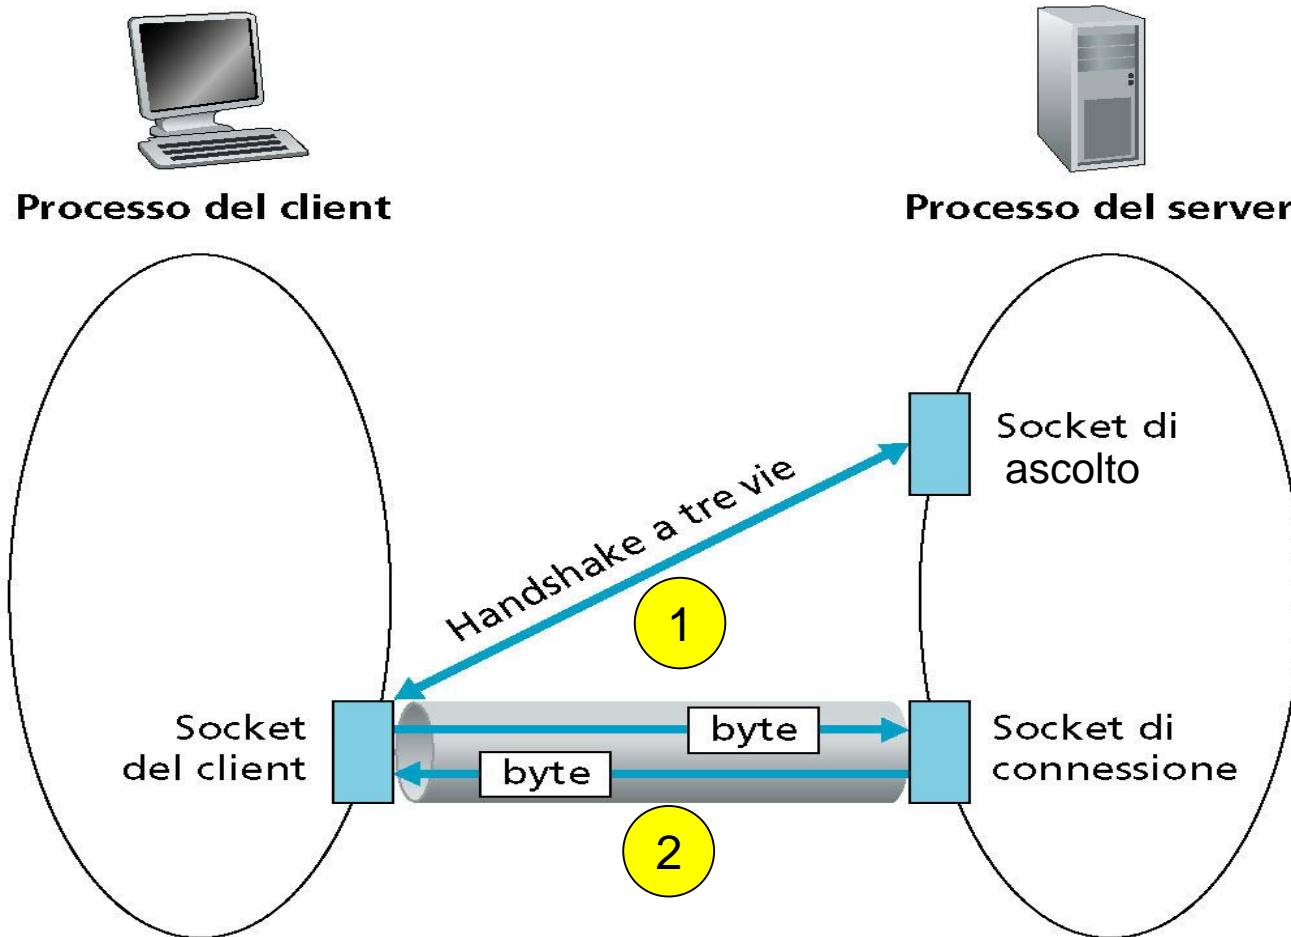 Processo del client
Processo del server
Socket di
ascolto
Handshake a tre vie
1
Socket
del client
byte
byte
Socket di
connessione
2